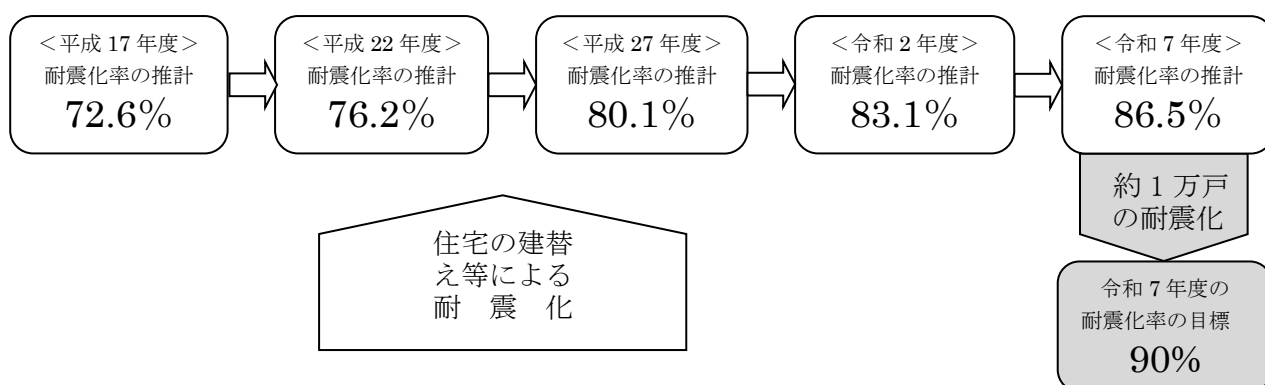 ＜平成 17 年度＞
耐震化率の推計
72.6%
＜平成 22 年度＞
耐震化率の推計
76.2%
＜平成 27 年度＞
耐震化率の推計
80.1%
＜令和 2 年度＞
耐震化率の推計
83.1%
＜令和 7 年度＞
耐震化率の推計
86.5%
約 1 万戸
の耐震化
住宅の建替
え等による
耐　震　化
令和 7 年度の
耐震化率の目標
90%